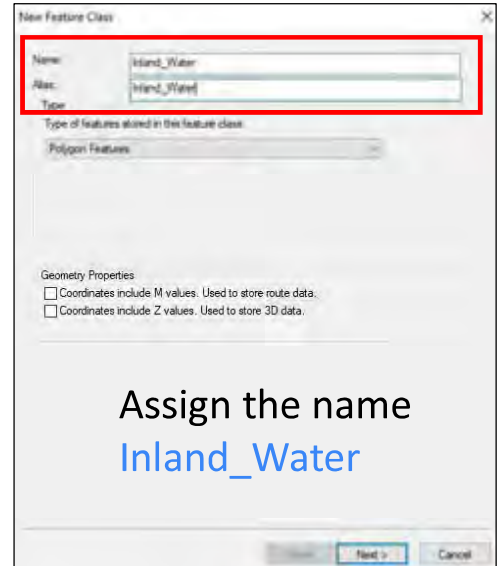 New Feature Class
Name: Inland_Water
Alias: Inland_Water
Type
Type of features stored in this feature class:
Polygon Features
Geometry Properties
Coordinates include M values. Used to store route data.
Coordinates include Z values. Used to store 3D data.
Assign the name
Inland_Water
Next > Cancel